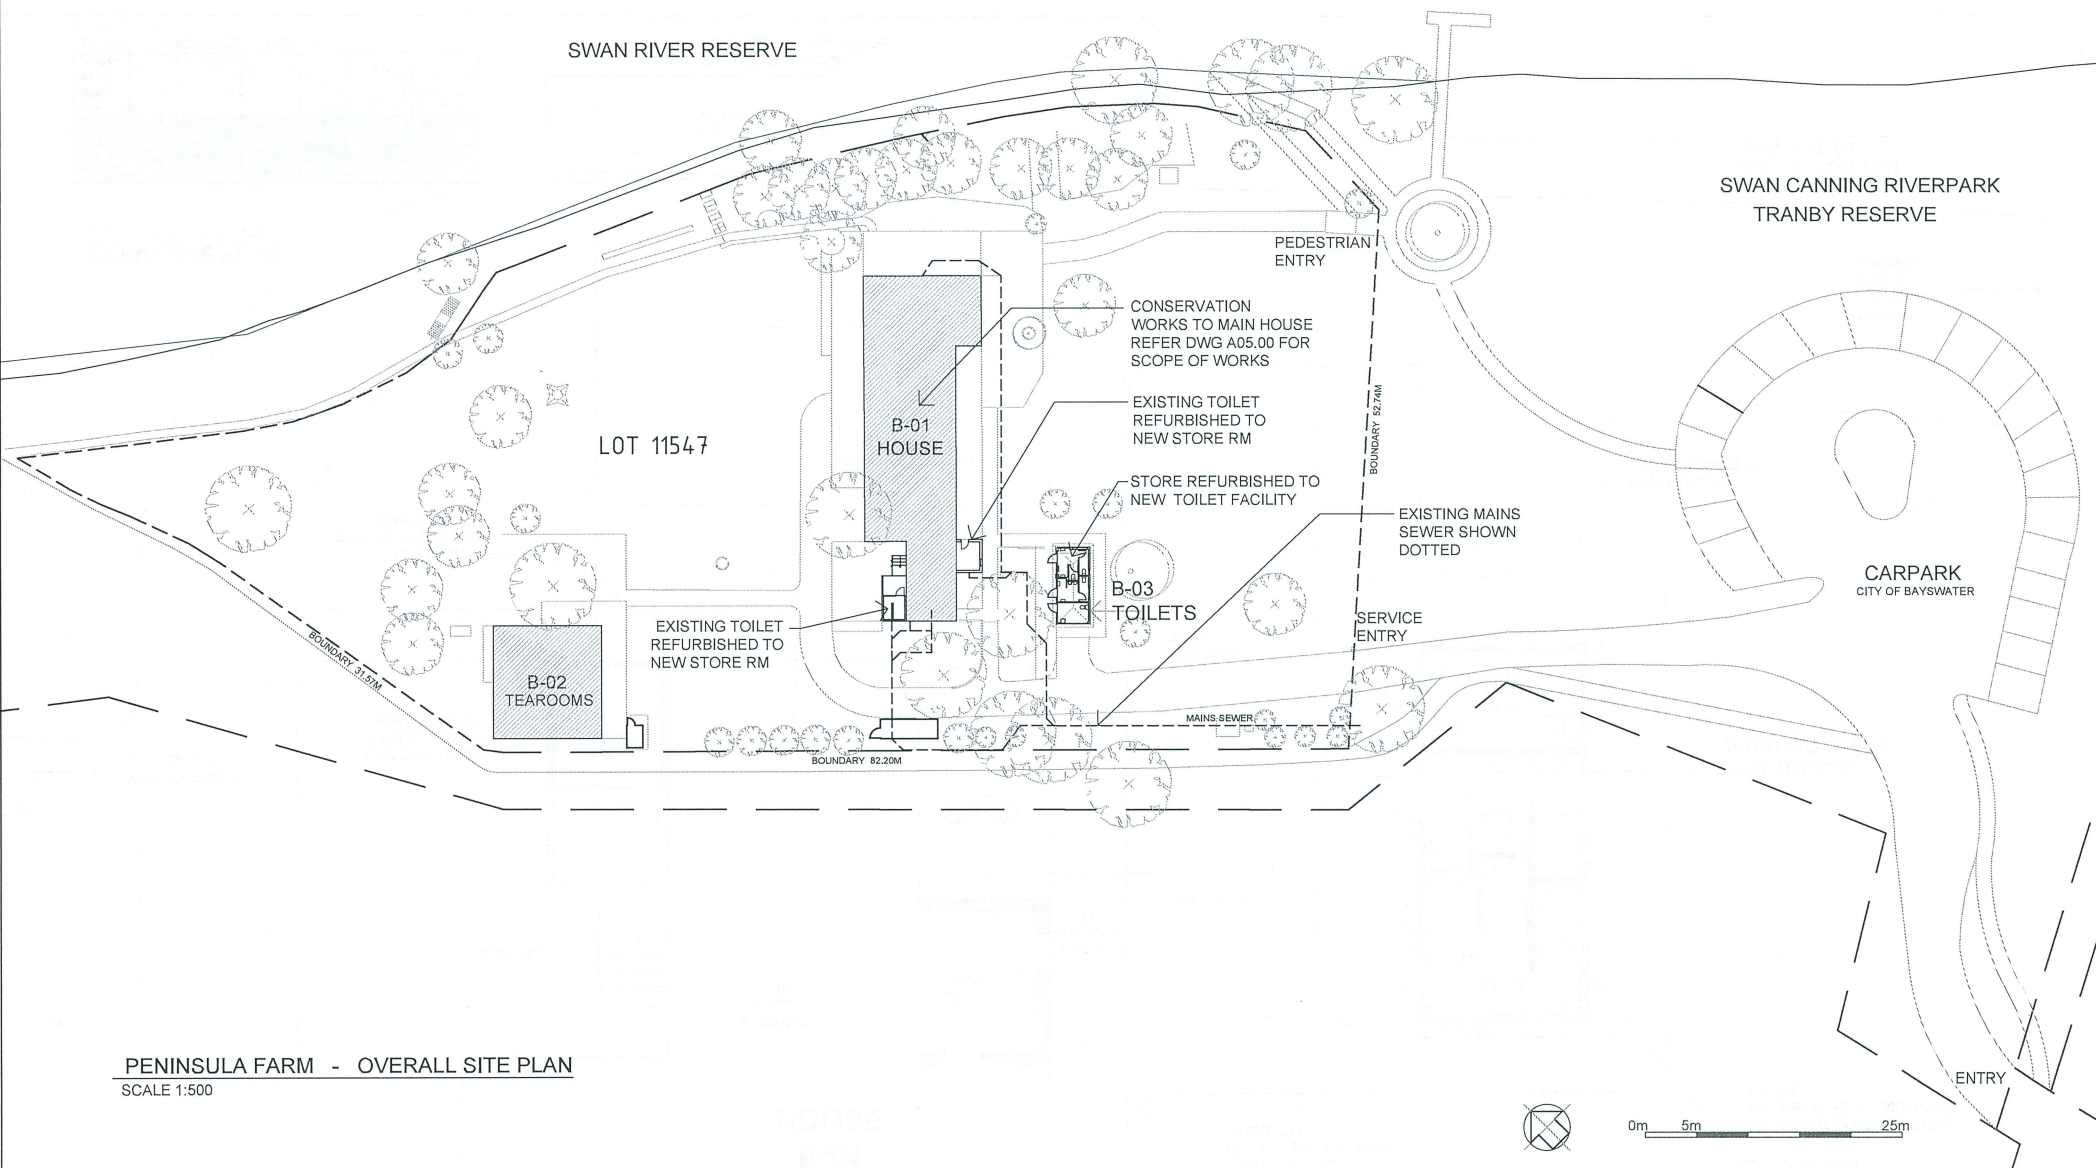 SWAN RIVER RESERVE
SWAN CANNING RIVERPARK
TRANBY RESERVE
PEDESTRIAN
ENTRY
CONSERVATION
WORKS TO MAIN HOUSE
REFER DWG A05.00 FOR
SCOPE OF WORKS
BOUNDARY 52.74M
EXISTING TOILET
REFURBISHED TO
NEW STORE RM
B-01
HOUSE
LOT 11547
STORE REFURBISHED TO
NEW TOILET FACILITY
EXISTING MAINS
SEWER SHOWN
DOTTED
CARPARK
CITY OF BAYSWATER
B-03
TOILETS
SERVICE
ENTRY
EXISTING TOILET
REFURBISHED TO
NEW STORE RM
BOUNDARY 31.57M
B-02
TEAROOMS
MAINS SEWER
BOUNDARY 82.20M
PENINSULA FARM - OVERALL SITE PLAN
SCALE 1:500
ENTRY
0m 5m 25m